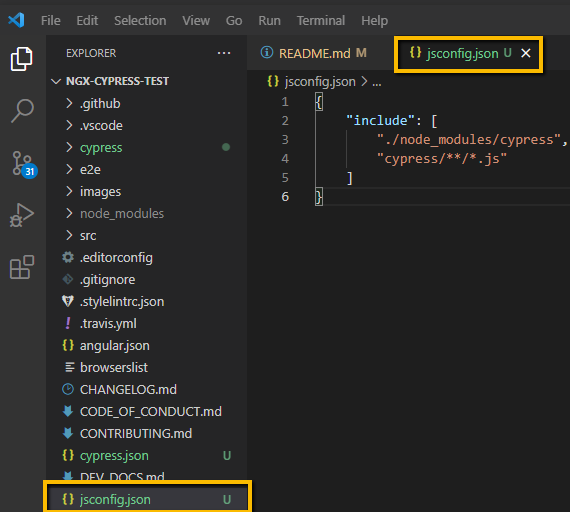 File Edit Selection View Go Run Terminal Help
EXPLORER ...
NGX-CYPRESS-TEST
.github
.vscode
cypress
e2e
images
node_modules
src
.editorconfig
.gitignore
.stylelintrc.json
.travis.yml
angular.json
browserslist
CHANGELOG.md
CODE_OF_CONDUCT.md
CONTRIBUTING.md
cypress.json U
DEV_DOCS.md
jsconfig.json U
31
README.md M
jsconfig.json U
jsconfig.json > ...
1 {
2 "include": [
3 "./node_modules/cypress",
4 "cypress/**/*.js"
5 ]
6 }